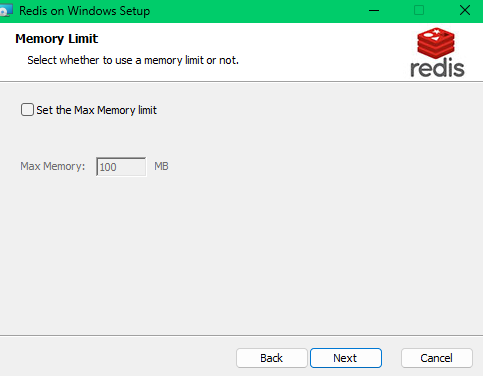 Redis on Windows Setup
Memory Limit
Select whether to use a memory limit or not.
redis
Set the Max Memory limit
Max Memory: 100 MB
Back Next Cancel